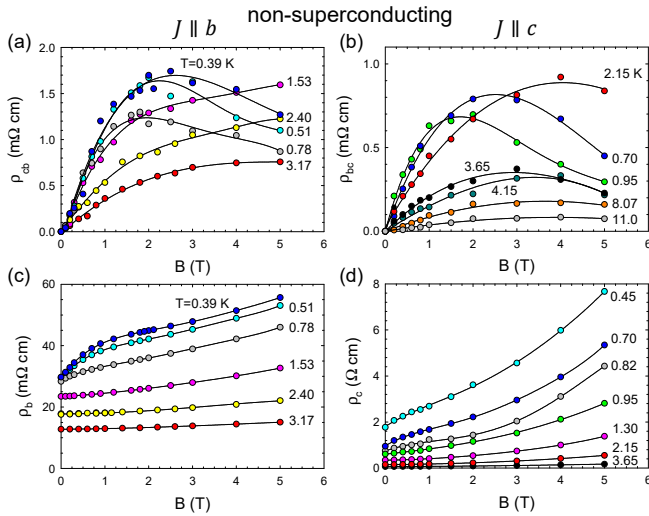 non-superconducting
J ∥ b
J ∥ c
(a)
2.0
1.5
1.0
0.5
0.0
ρcb (mΩ cm)
T=0.39 K
1.53
2.40
0.51
0.78
3.17
0 1 2 3 4 5 6
B (T)
(b)
1.0
0.5
0.0
ρbc (mΩ cm)
2.15 K
0.70
0.95
3.65
4.15
8.07
11.0
0 1 2 3 4 5
B (T)
(c)
60
40
20
0
ρb (mΩ cm)
T=0.39 K
0.51
0.78
1.53
2.40
3.17
0 1 2 3 4 5 6
B (T)
(d)
8
6
4
2
0
ρc (Ω cm)
0.45
0.70
0.82
0.95
1.30
2.15
3.65
0 1 2 3 4 5
B (T)